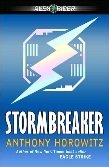 ALEX RIDER
STORMBREAKER
ANTHONY HOROWITZ
EAGLE STRIKE